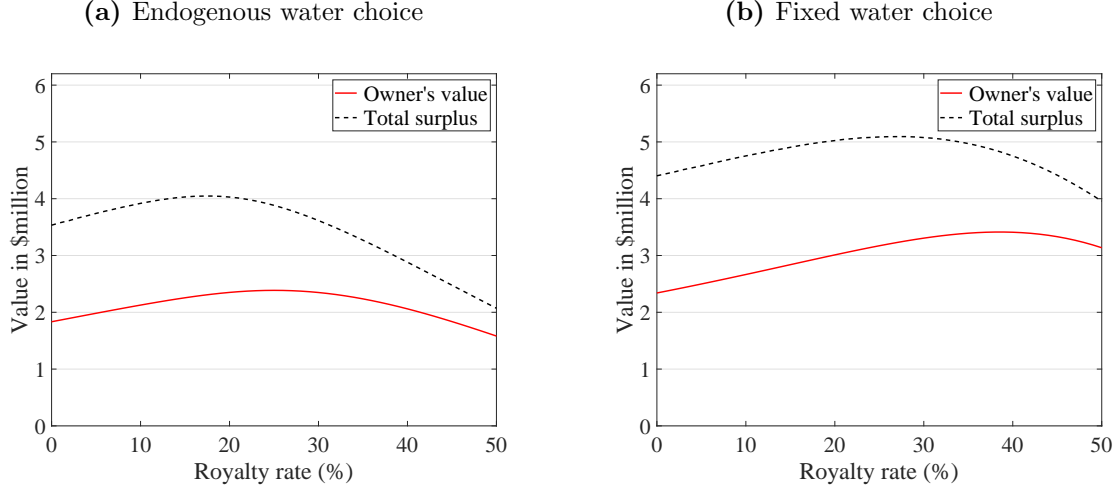 (a) Endogenous water choice
Value in $million
6
5
4
3
2
1
0
0 10 20 30 40 50
Royalty rate (%)
Owner's value
Total surplus
(b) Fixed water choice
Value in $million
6
5
4
3
2
1
0
0 10 20 30 40 50
Royalty rate (%)
Owner's value
Total surplus